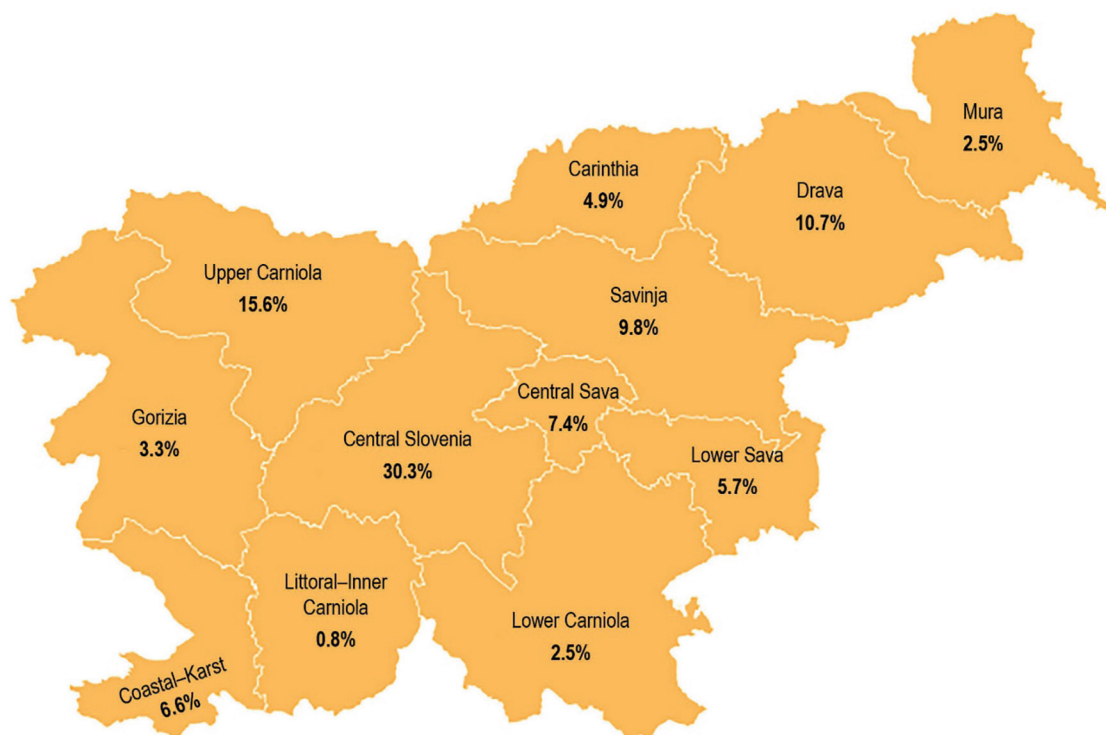 Mura
2.5%
Carinthia
4.9%
Drava
10.7%
Upper Carniola
15.6%
Savinja
9.8%
Central Sava
7.4%
Gorizia
3.3%
Central Slovenia
30.3%
Lower Sava
5.7%
Littoral–Inner
Carniola
0.8%
Lower Carniola
2.5%
Coastal–Karst
6.6%